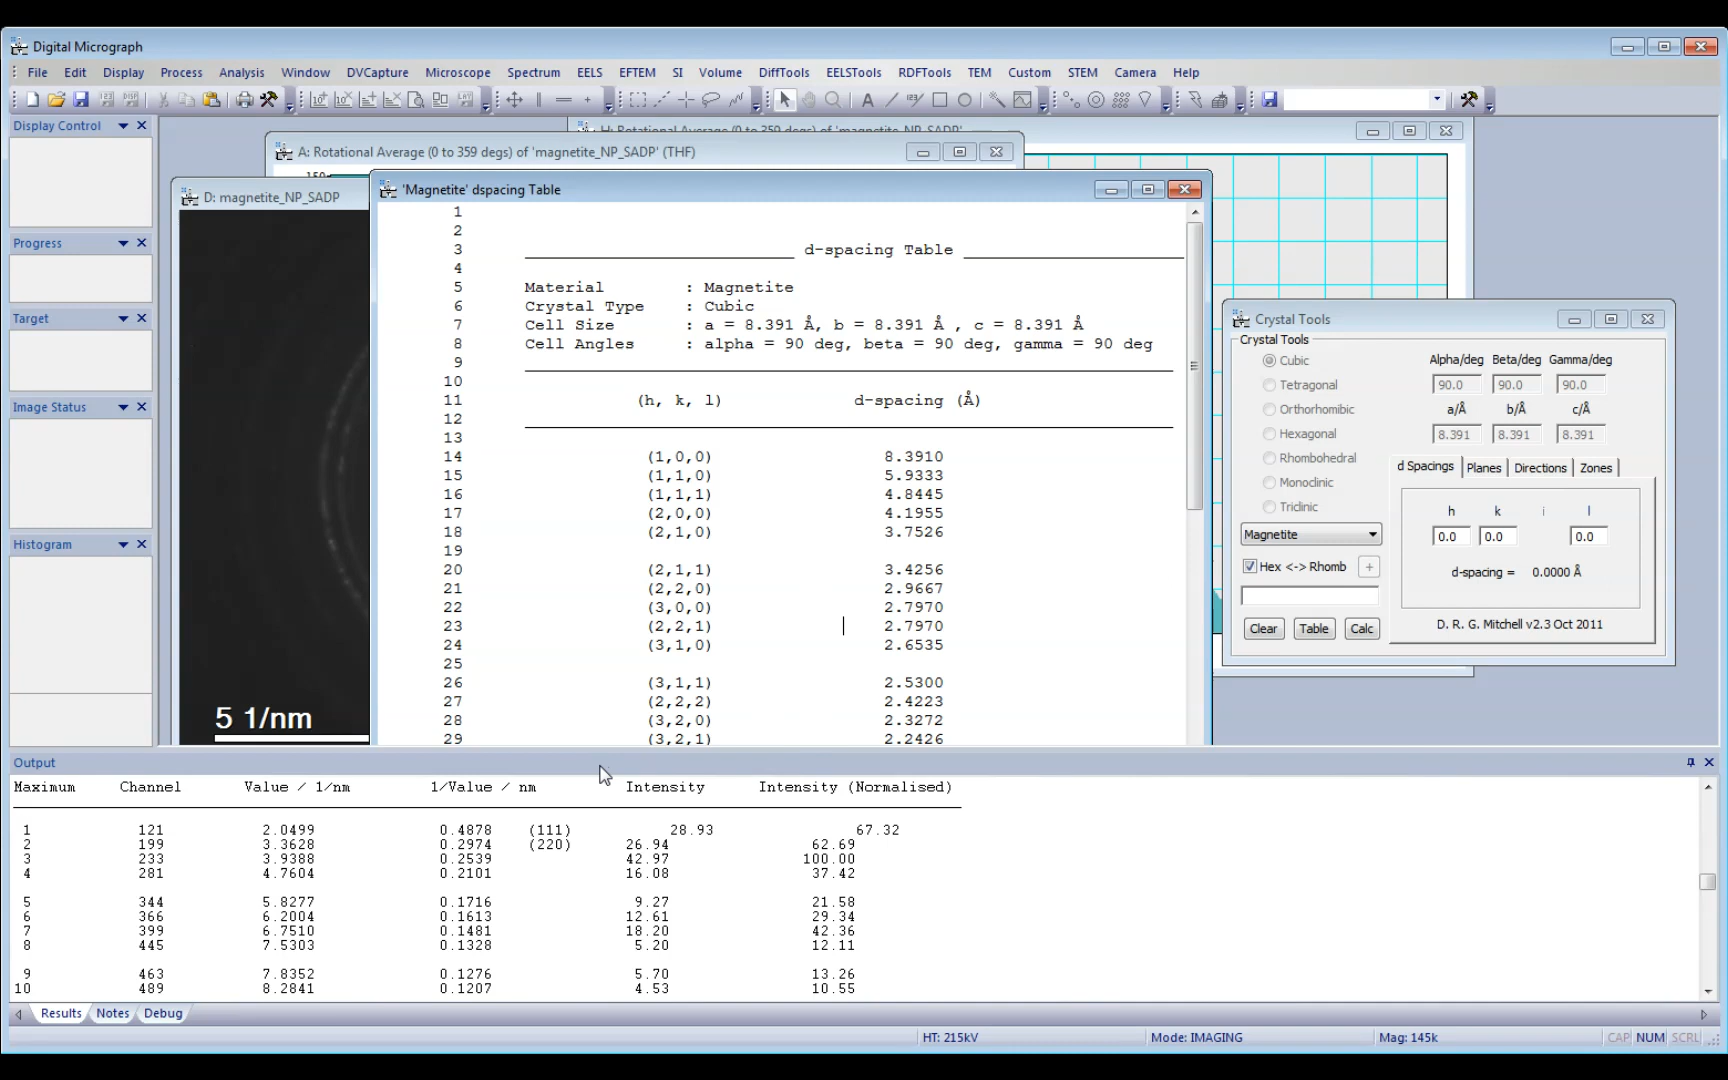 Digital Micrograph
File Edit Display Process Analysis Window DVCapture Microscope Spectrum EELS EFTEM SI Volume DiffTools EELSTools RDFTools TEM Custom STEM Camera Help
Display Control
Progress
Target
Image Status
Histogram
H: Rotational Average (0 to 359 degs) of 'magnetite_NP_SADP'
A: Rotational Average (0 to 359 degs) of 'magnetite_NP_SADP' (THF)
D: magnetite_NP_SADP
5 1/nm
'Magnetite' dspacing Table
1
2
3 d-spacing Table
4
5 Material : Magnetite
6 Crystal Type : Cubic
7 Cell Size : a = 8.391 Å, b = 8.391 Å , c = 8.391 Å
8 Cell Angles : alpha = 90 deg, beta = 90 deg, gamma = 90 deg
9
10
11 (h, k, l) d-spacing (Å)
12
13
14 (1,0,0) 8.3910
15 (1,1,0) 5.9333
16 (1,1,1) 4.8445
17 (2,0,0) 4.1955
18 (2,1,0) 3.7526
19
20 (2,1,1) 3.4256
21 (2,2,0) 2.9667
22 (3,0,0) 2.7970
23 (2,2,1) 2.7970
24 (3,1,0) 2.6535
25
26 (3,1,1) 2.5300
27 (2,2,2) 2.4223
28 (3,2,0) 2.3272
29 (3,2,1) 2.2426
Crystal Tools
Crystal Tools
Cubic
Tetragonal
Orthorhombic
Hexagonal
Rhombohedral
Monoclinic
Triclinic
Magnetite
Hex <-> Rhomb +
Clear Table Calc
Alpha/deg Beta/deg Gamma/deg
90.0 90.0 90.0
a/Å b/Å c/Å
8.391 8.391 8.391
d Spacings Planes Directions Zones
h k i l
0.0 0.0 0.0
d-spacing = 0.0000 Å
D. R. G. Mitchell v2.3 Oct 2011
Output
Maximum Channel Value / 1/nm 1/Value / nm Intensity Intensity (Normalised)
1 121 2.0499 0.4878 (111) 28.93 67.32
2 199 3.3628 0.2974 (220) 26.94 62.69
3 233 3.9388 0.2539 42.97 100.00
4 281 4.7604 0.2101 16.08 37.42
5 344 5.8277 0.1716 9.27 21.58
6 366 6.2004 0.1613 12.61 29.34
7 399 6.7510 0.1481 18.20 42.36
8 445 7.5303 0.1328 5.20 12.11
9 463 7.8352 0.1276 5.70 13.26
10 489 8.2841 0.1207 4.53 10.55
Results Notes Debug
HT: 215kV Mode: IMAGING Mag: 145k CAP NUM SCRL